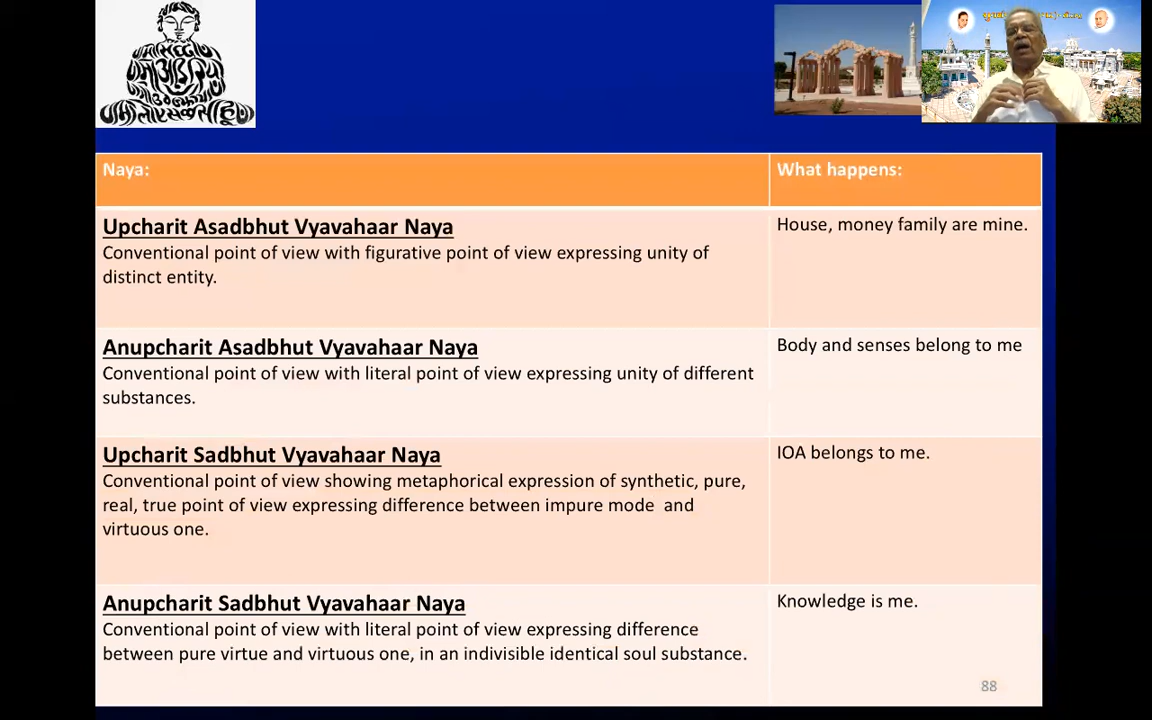 Naya:
What happens:
Upcharit Asadbhut Vyavahaar Naya
House, money family are mine.
Conventional point of view with figurative point of view expressing unity of
distinct entity.
Anupcharit Asadbhut Vyavahaar Naya
Body and senses belong to me
Conventional point of view with literal point of view expressing unity of different
substances.
Upcharit Sadbhut Vyavahaar Naya
IOA belongs to me.
Conventional point of view showing metaphorical expression of synthetic, pure,
real, true point of view expressing difference between impure mode and
virtuous one.
Anupcharit Sadbhut Vyavahaar Naya
Knowledge is me.
Conventional point of view with literal point of view expressing difference
between pure virtue and virtuous one, in an indivisible identical soul substance.
88